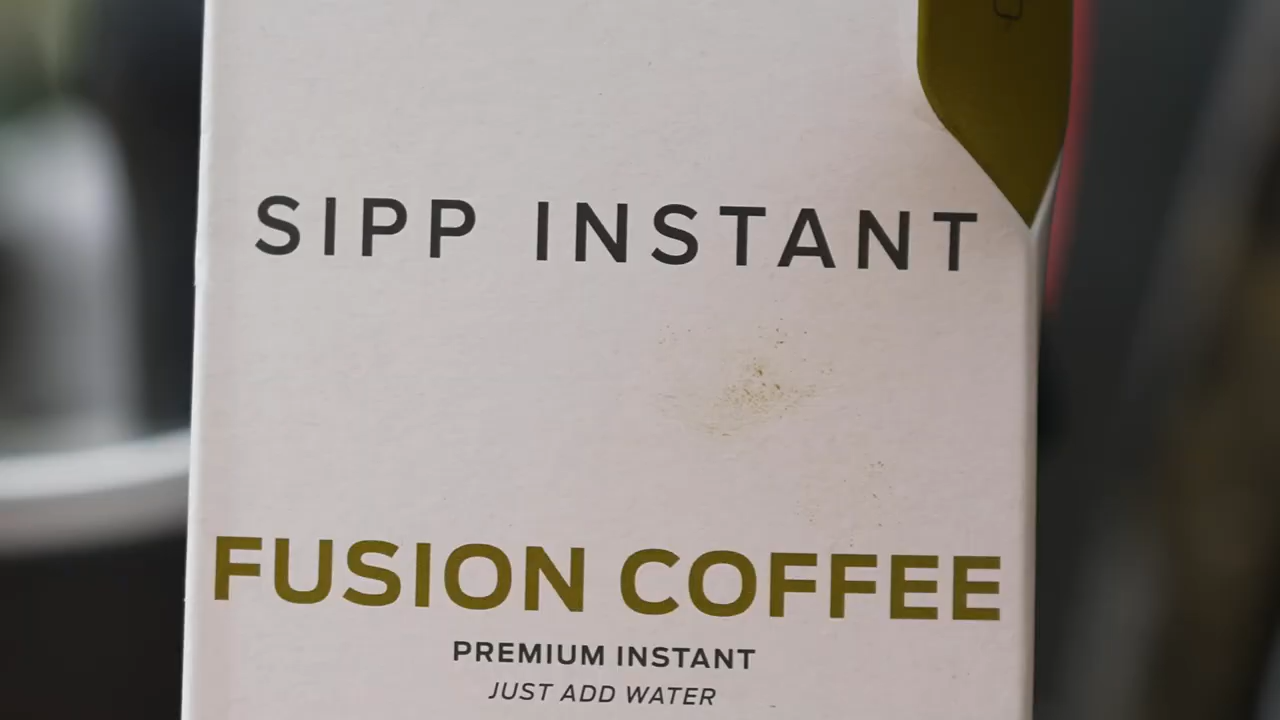 SIPP INSTANT
FUSION COFFEE
PREMIUM INSTANT
JUST ADD WATER